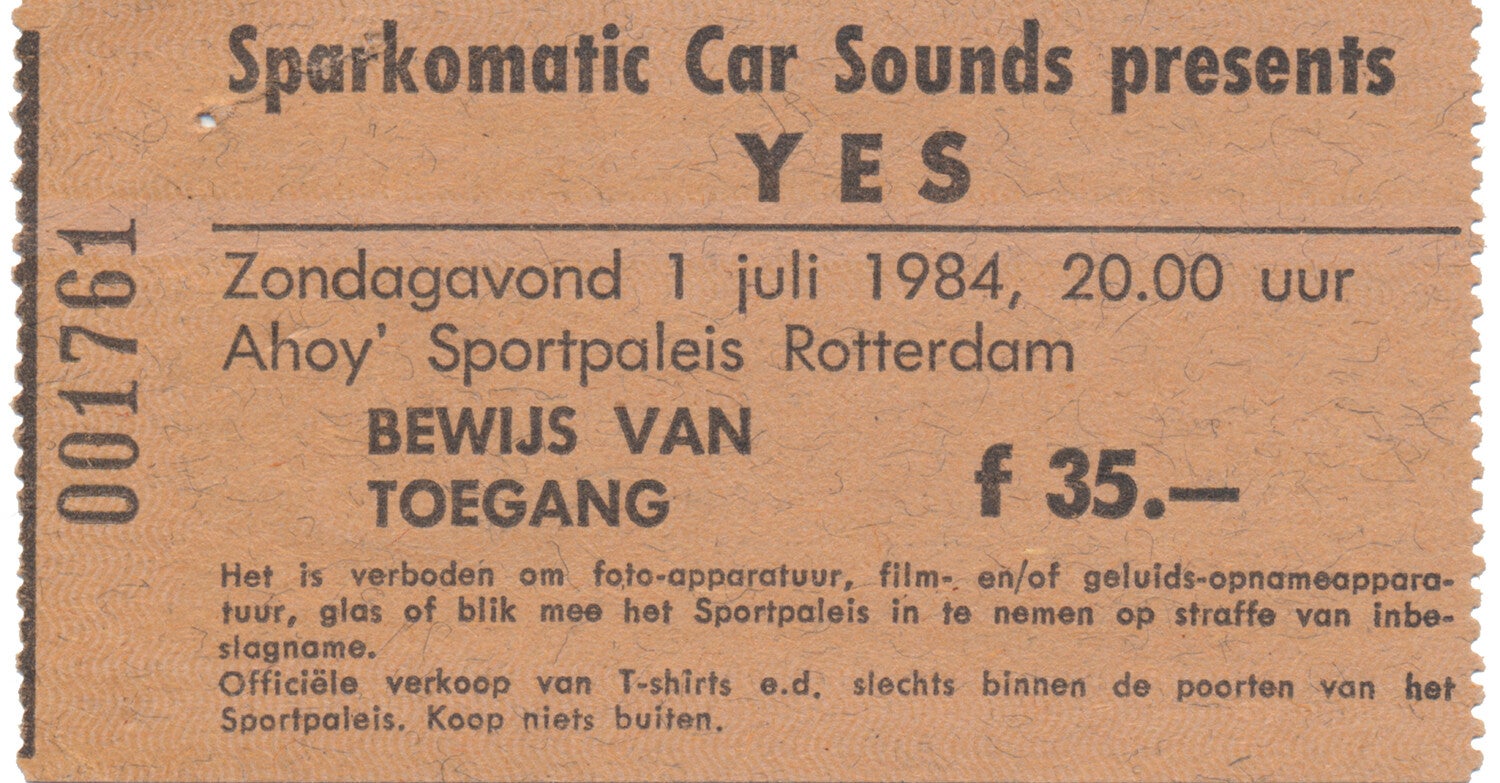 Sparkomatic Car Sounds presents
YES
001761
Zondagavond 1 juli 1984, 20.00 uur
Ahoy' Sportpaleis Rotterdam
BEWIJS VAN
TOEGANG
f 35.—
Het is verboden om foto-apparatuur, film- en/of geluids-opnameappara-
tuur, glas of blik mee het Sportpaleis in te nemen op straffe van inbe-
slagname.
Officiële verkoop van T-shirts e.d. slechts binnen de poorten van het
Sportpaleis. Koop niets buiten.